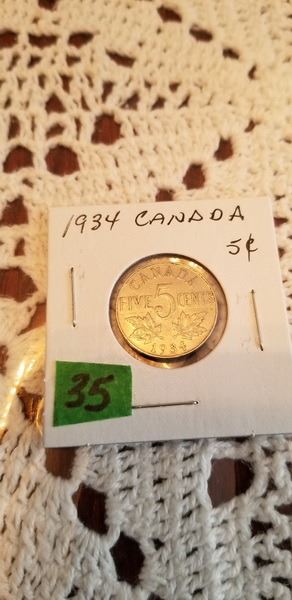 1934 CANADA
5¢
CANADA
FIVE 5 CENTS
1934
35